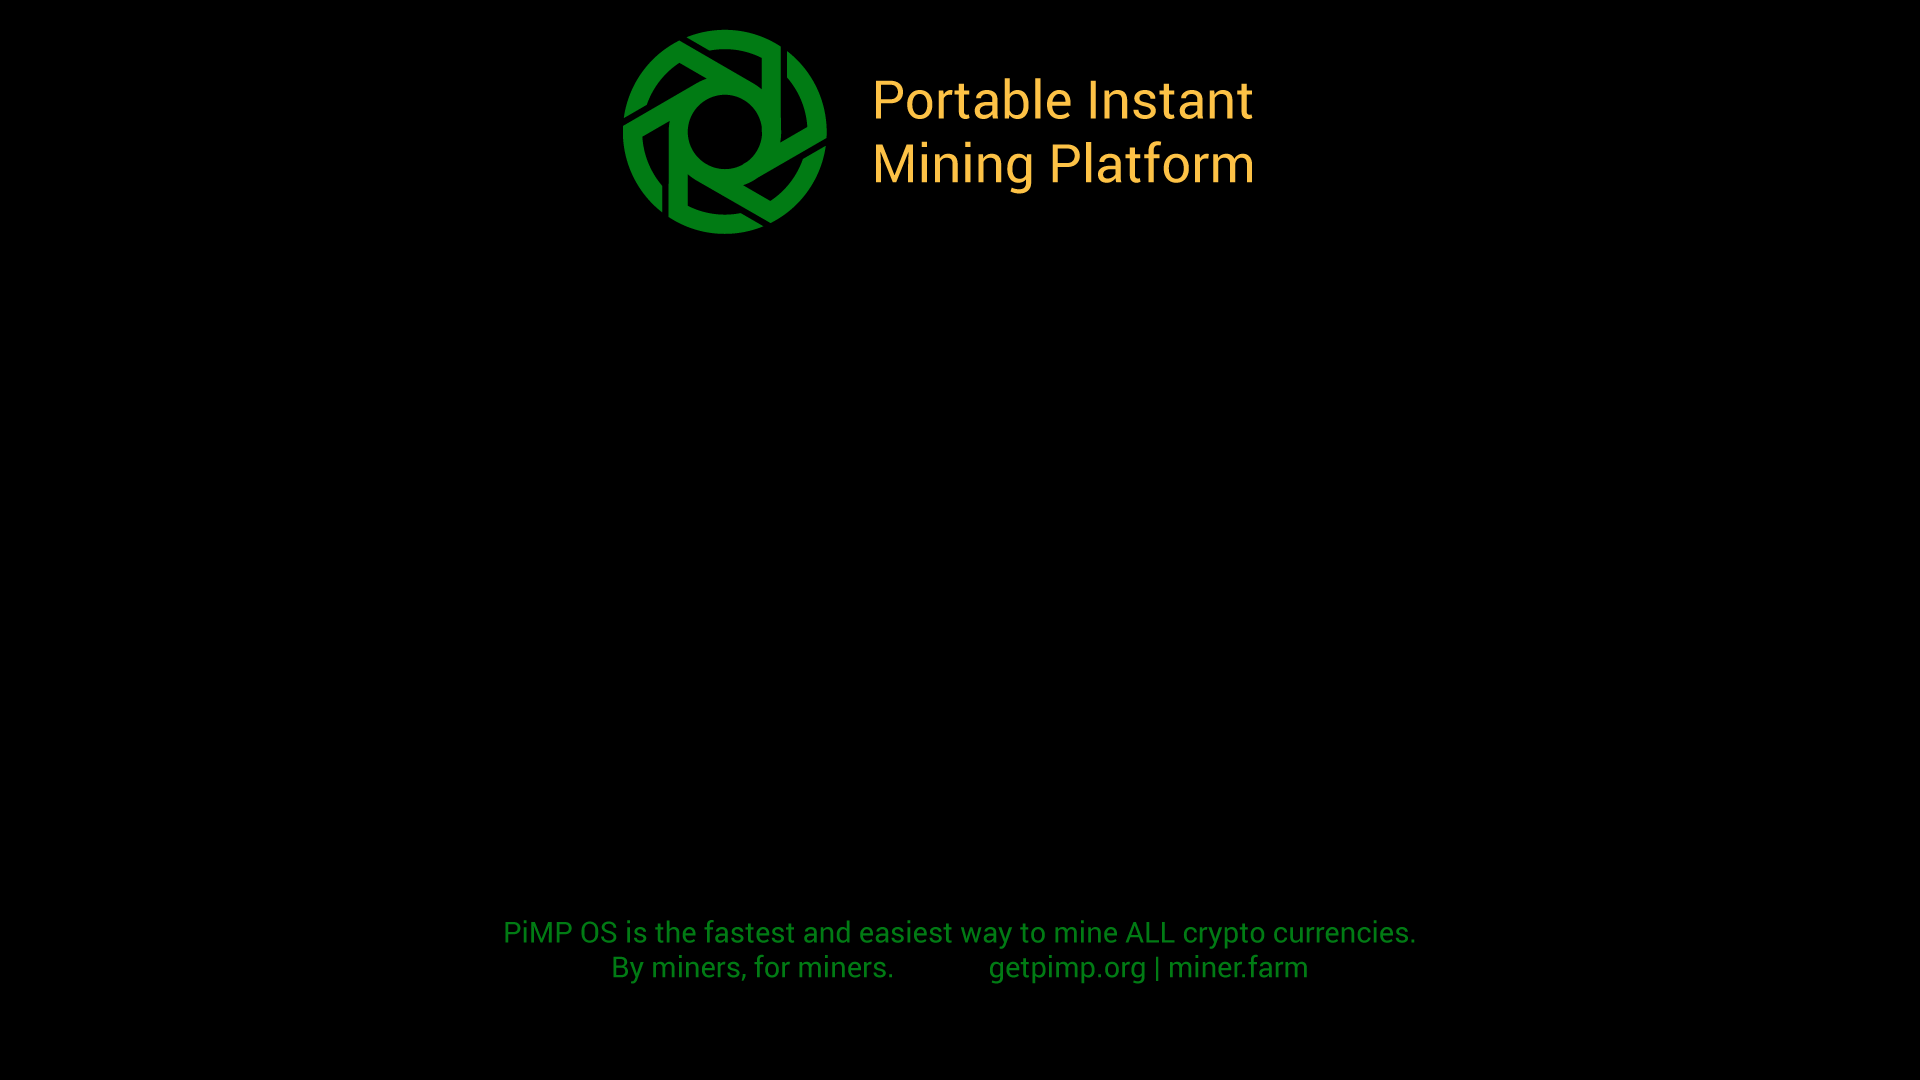 Portable Instant
Mining Platform
PiMP OS is the fastest and easiest way to mine ALL crypto currencies.
By miners, for miners. getpimp.org | miner.farm